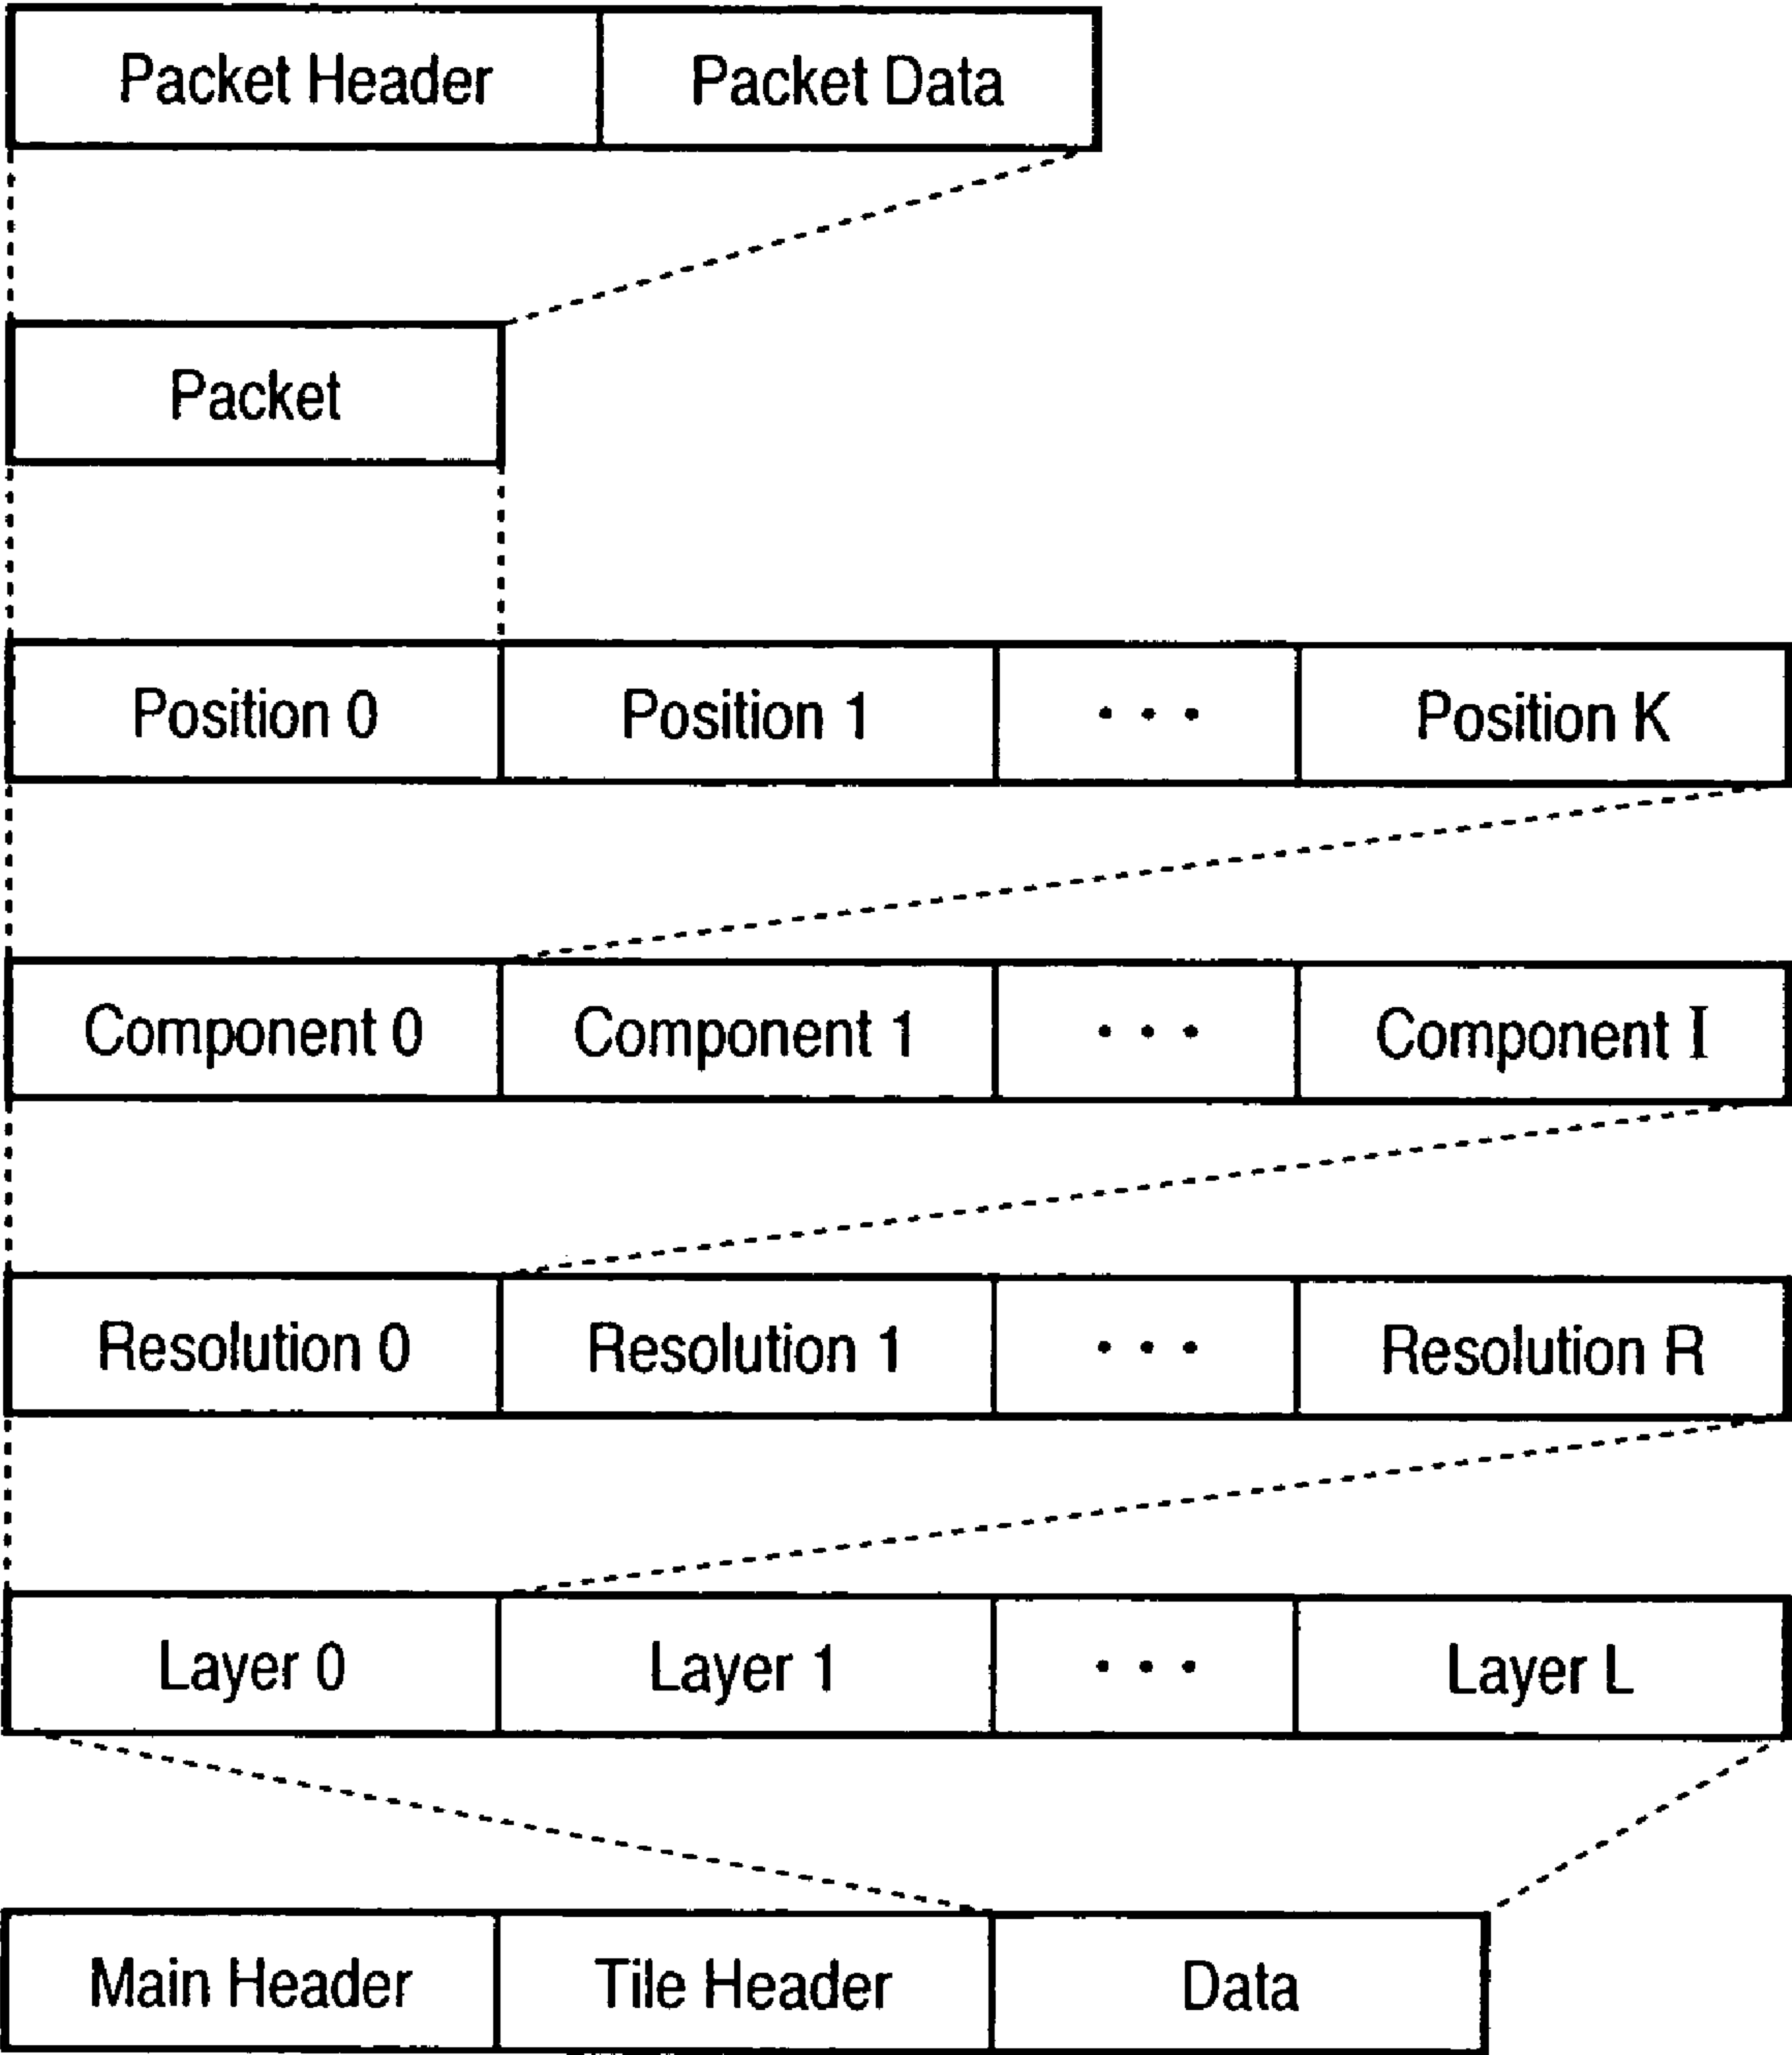 Packet Header Packet Data
Packet
Position 0 Position 1 • • • Position K
Component 0 Component 1 • • • Component I
Resolution 0 Resolution 1 • • • Resolution R
Layer 0 Layer 1 • • • Layer L
Main Header Tile Header Data